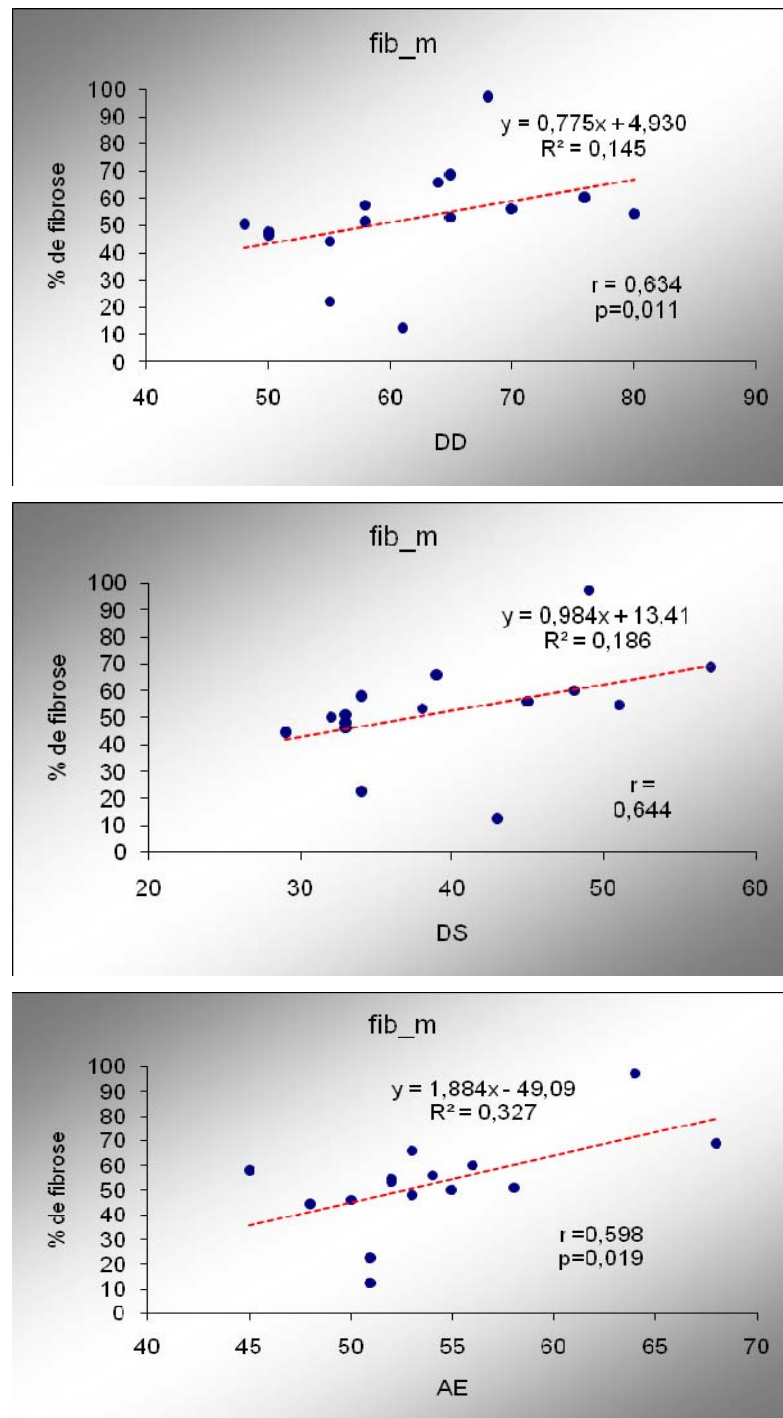 fib_m
100
90
80
70
60
50
40
30
20
10
0
% de fibrose
y = 0,775x + 4,930
R² = 0,145
r = 0,634
p=0,011
40 50 60 70 80 90
DD
fib_m
100
90
80
70
60
50
40
30
20
10
0
% de fibrose
y = 0,984x + 13.41
R² = 0,186
r =
0,644
20 30 40 50 60
DS
fib_m
100
90
80
70
60
50
40
30
20
10
0
% de fibrose
y = 1,884x - 49,09
R² = 0,327
r =0,598
p=0,019
40 45 50 55 60 65 70
AE